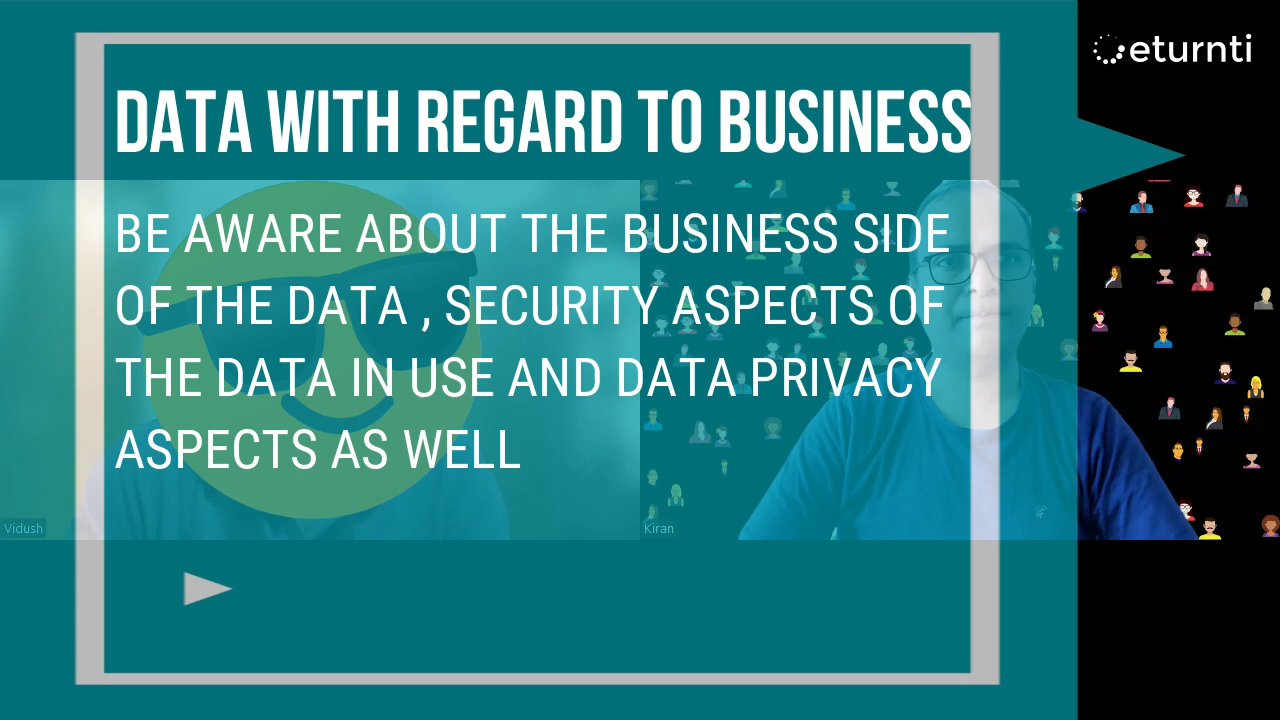 eturnti
DATA WITH REGARD TO BUSINESS
BE AWARE ABOUT THE BUSINESS SIDE
OF THE DATA , SECURITY ASPECTS OF
THE DATA IN USE AND DATA PRIVACY
ASPECTS AS WELL
Vidush
Kiran